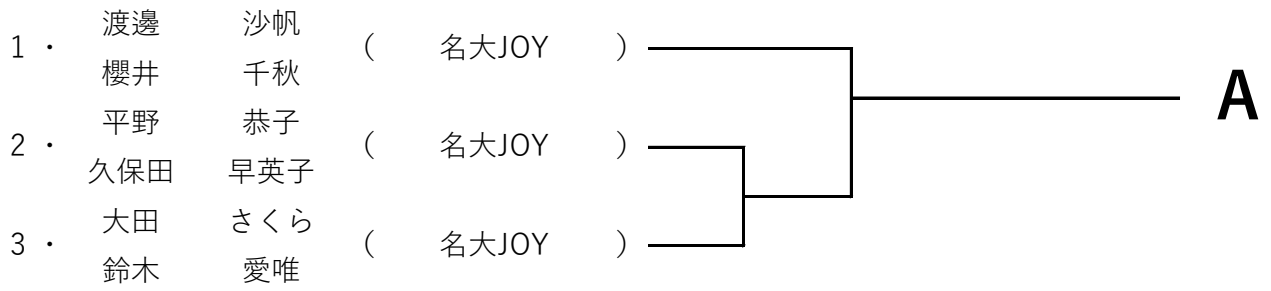 渡邊 沙帆
1 ・ ( 名大JOY )
櫻井 千秋
平野 恭子
2 ・ ( 名大JOY )
久保田 早英子
大田 さくら
3 ・ ( 名大JOY )
鈴木 愛唯
A